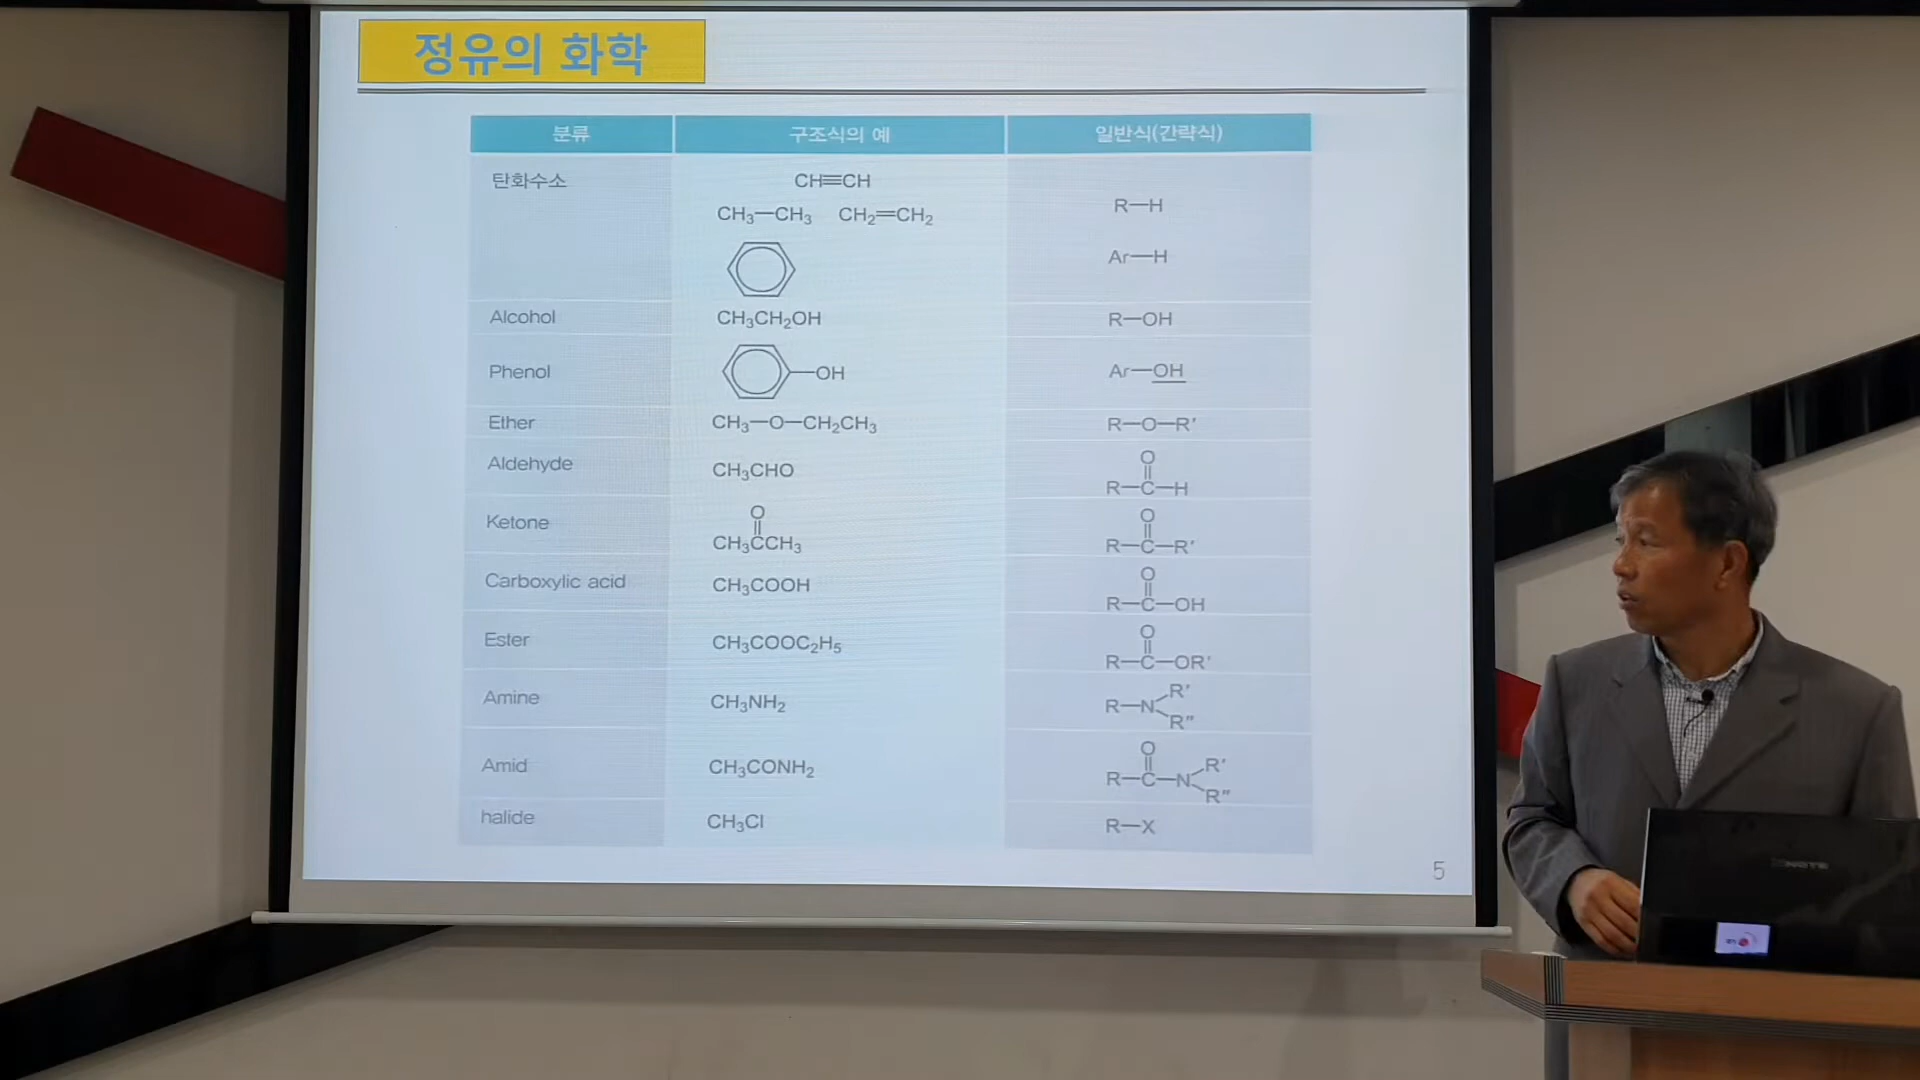 정유의 화학
분류 구조식의 예 일반식(간략식)
탄화수소 CH≡CH
CH₃—CH₃ CH₂=CH₂ R—H
Ar—H
Alcohol CH₃CH₂OH R—OH
Phenol OH Ar—OH
Ether CH₃—O—CH₂CH₃ R—O—R'
Aldehyde CH₃CHO O
R—C—H
Ketone O O
CH₃CCH₃ R—C—R'
Carboxylic acid CH₃COOH O
R—C—OH
Ester CH₃COOC₂H₅ O
R—C—OR'
Amine CH₃NH₂ R—N R'
R"
Amid CH₃CONH₂ O
R—C—N R'
R"
halide CH₃Cl R—X
5